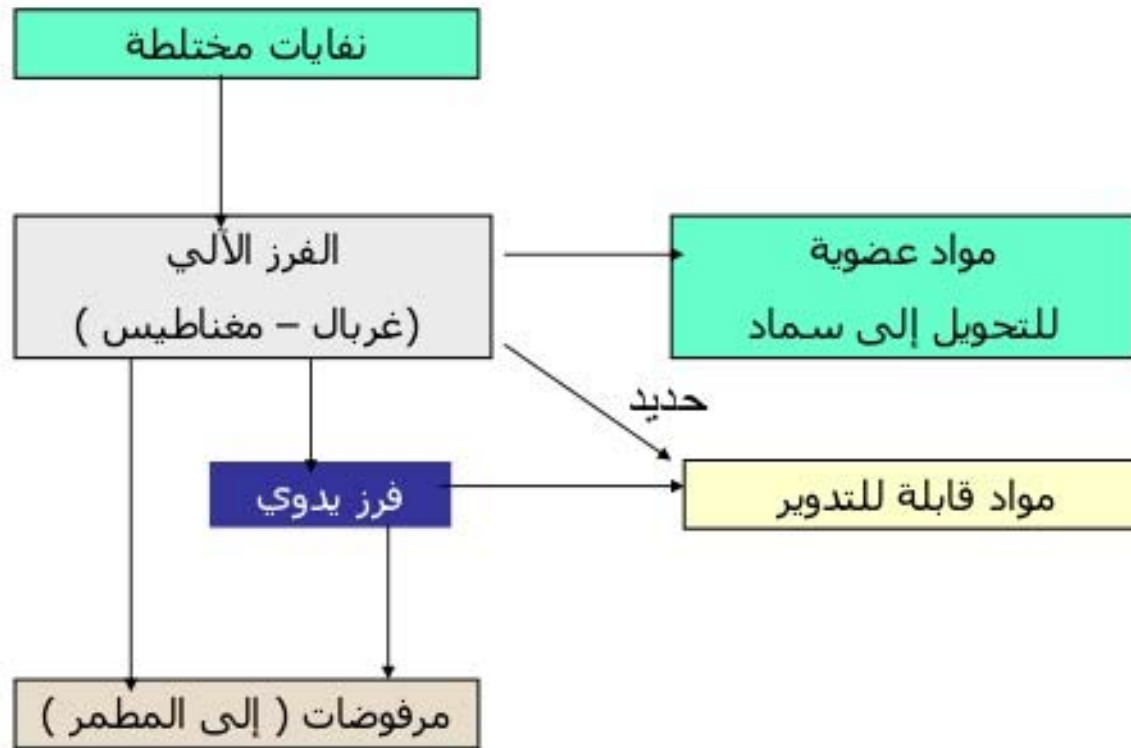 نفايات مختلطة
الفرز الآلي
(غربال – مغناطيس )
مواد عضوية
للتحويل إلى سماد
حديد
فرز يدوي
مواد قابلة للتدوير
مرفوضات ( إلى المطمر )